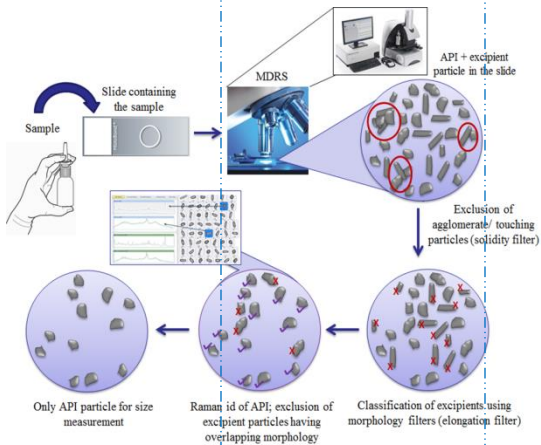 API + excipient
particle in the slide
MDRS
Slide containing
the sample
Sample
Exclusion of
agglomerate/ touching
particles (solidity filter)
Only API particle for size
measurement
Raman id of API; exclusion of
excipient particles having
overlapping morphology
Classification of excipients using
morphology filters (elongation filter)